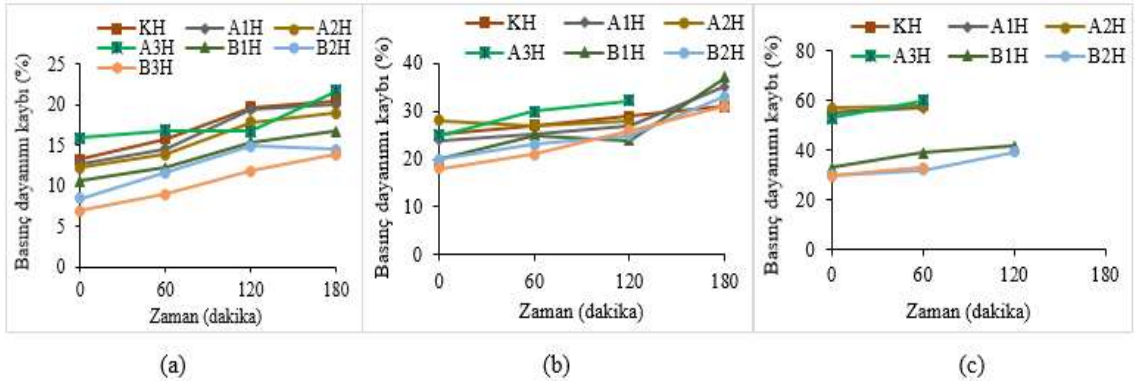 KH A1H A2H
A3H B1H B2H
B3H
Basınç dayanımı kaybı (%)
25
20
15
10
5
0
0 60 120 180
Zaman (dakika)
(a)
KH A1H A2H
A3H B1H B2H
Basınç dayanımı kaybı (%)
40
30
20
10
0
0 60 120 180
Zaman (dakika)
(b)
KH A1H A2H
A3H B1H B2H
Basınç dayanımı kaybı (%)
80
60
40
20
0
0 60 120 180
Zaman (dakika)
(c)